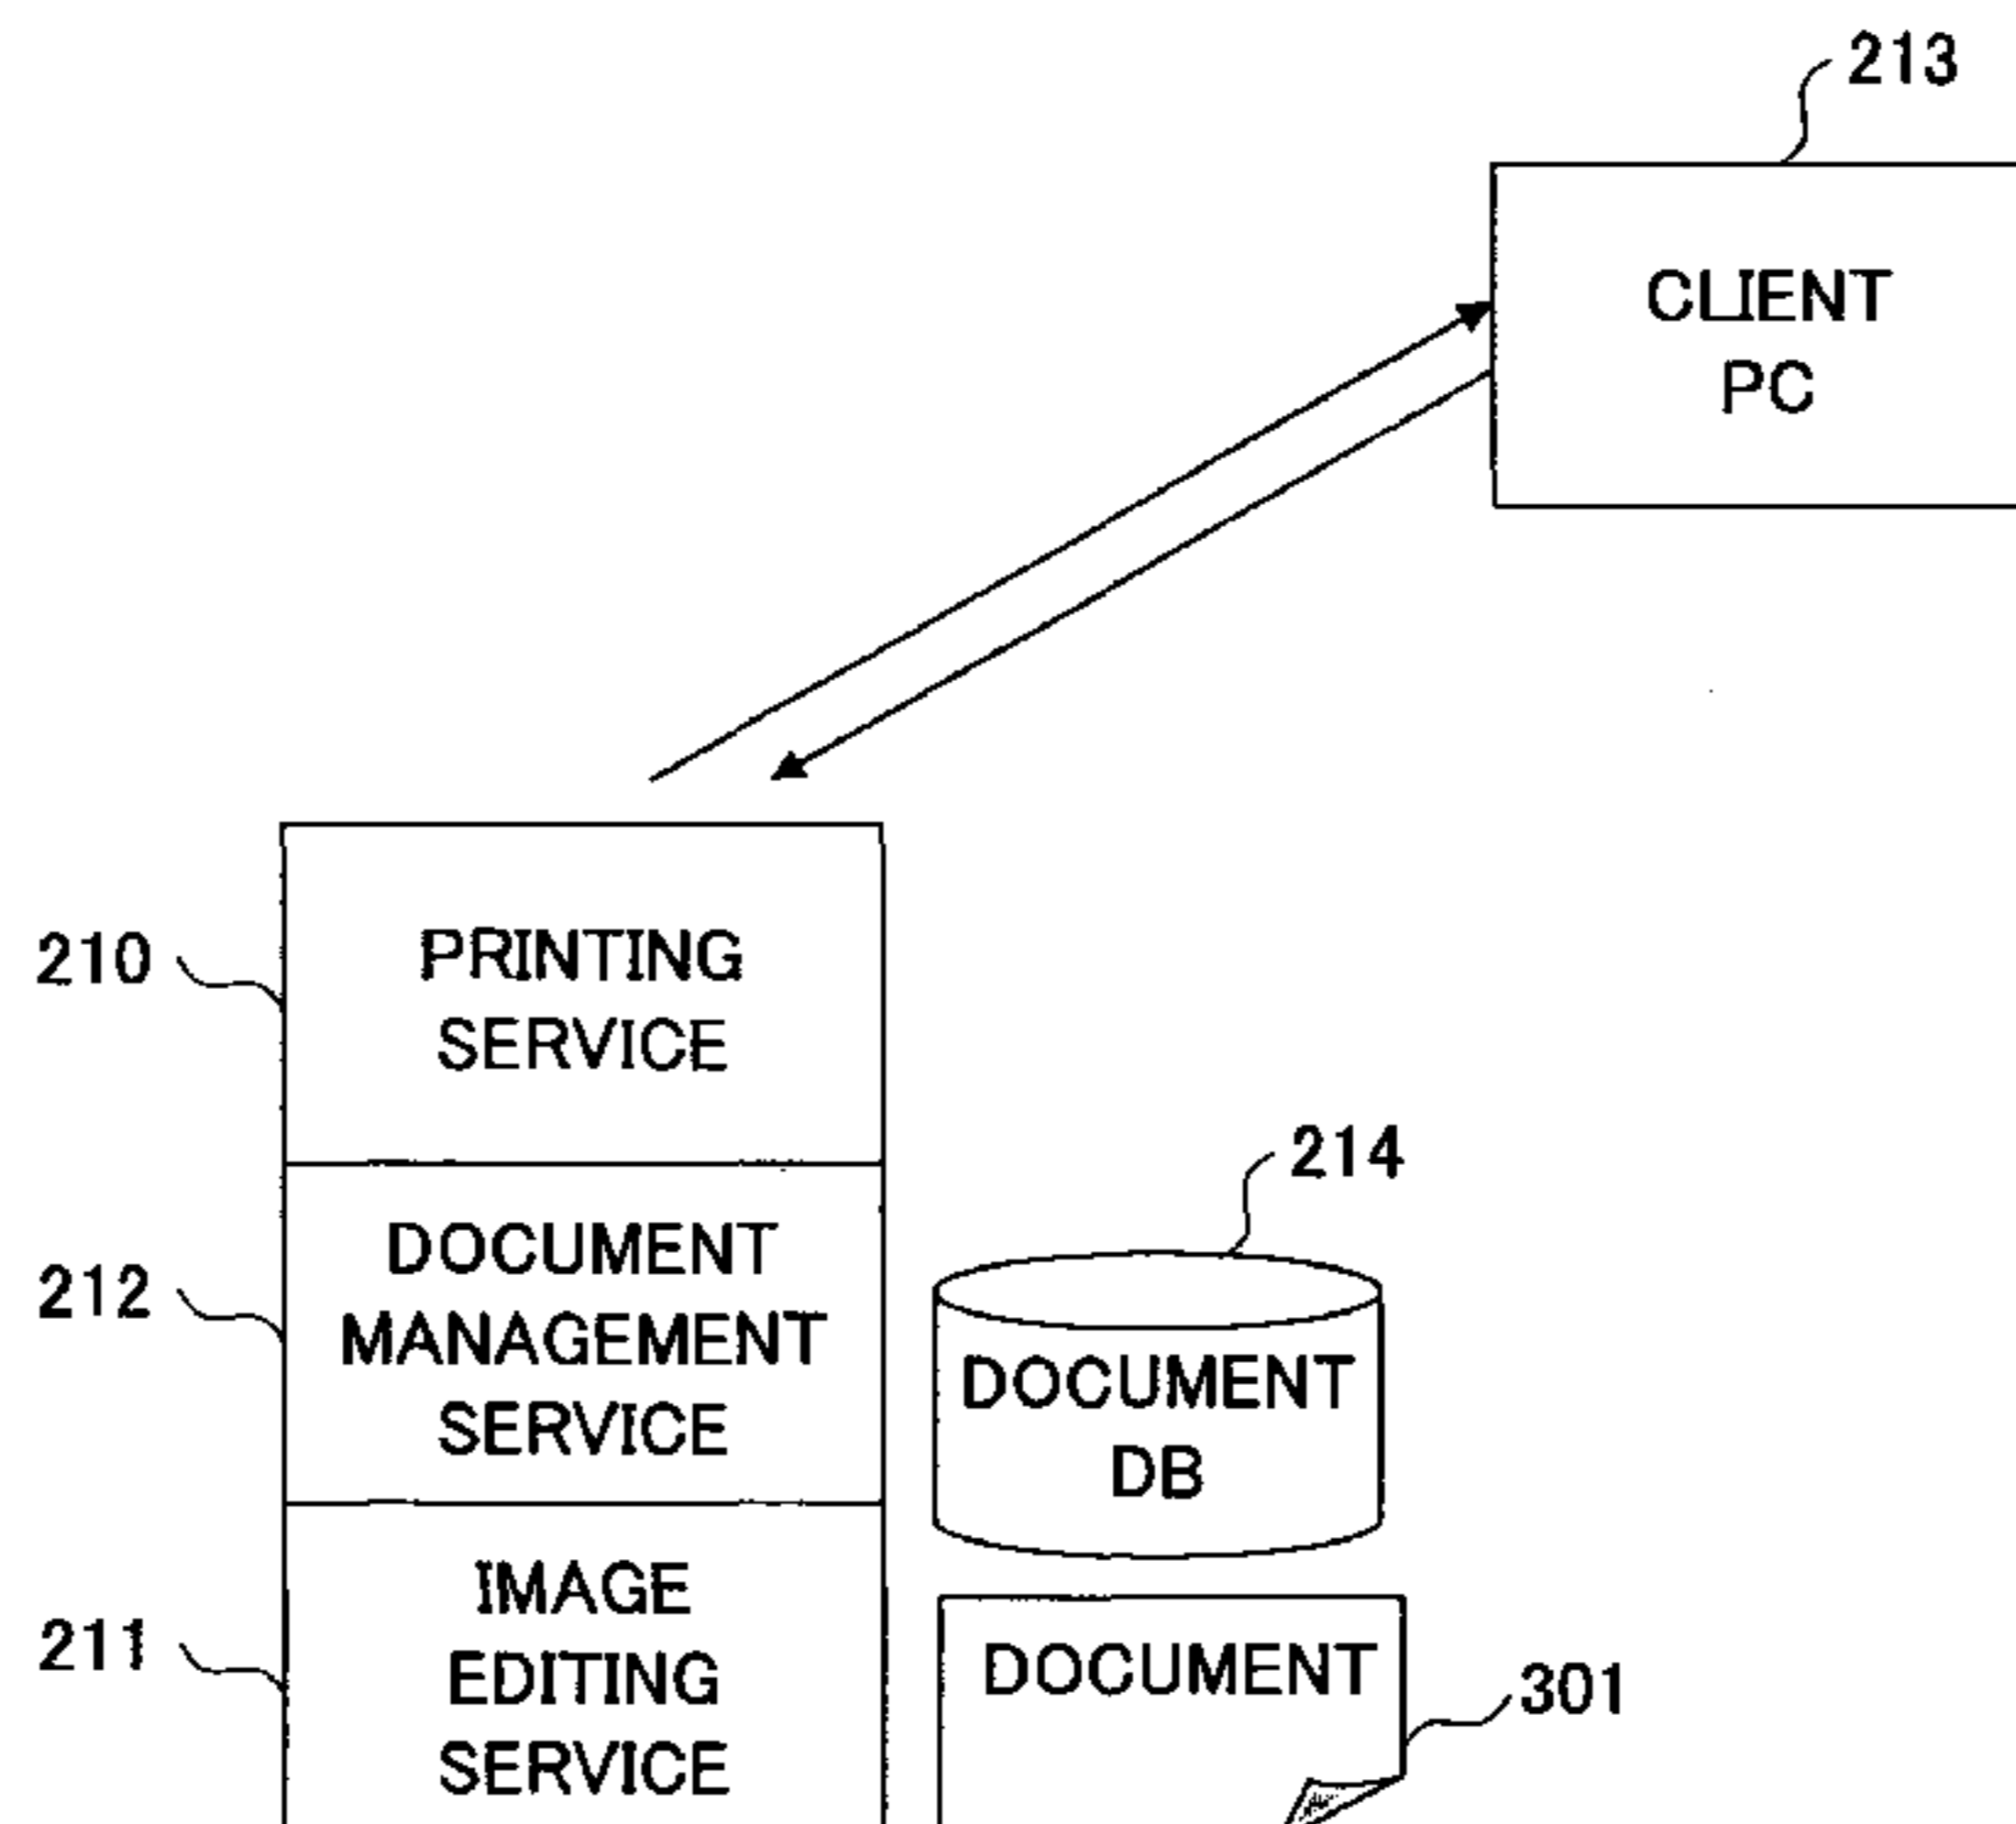 213
CLIENT
PC
210
PRINTING
SERVICE
214
212
DOCUMENT
MANAGEMENT
SERVICE
DOCUMENT
DB
211
IMAGE
EDITING
SERVICE
DOCUMENT
301